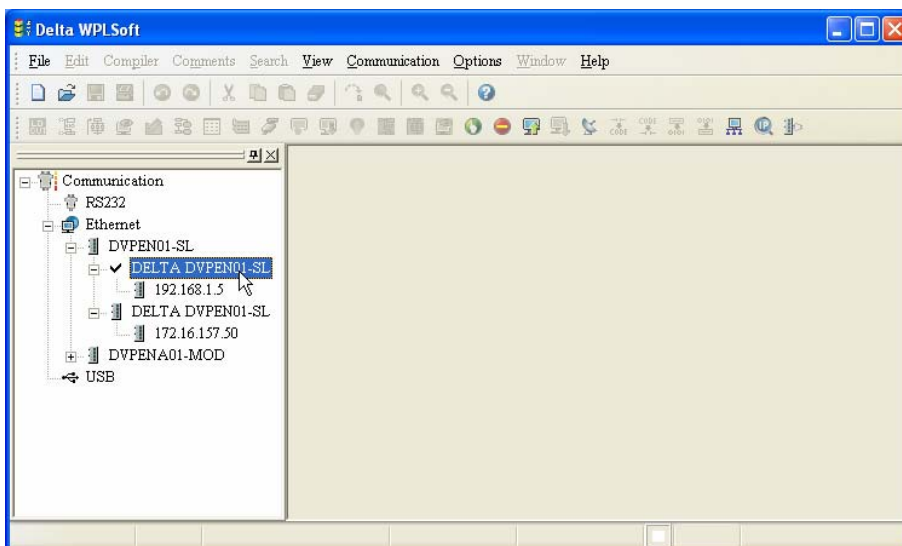 Delta WPLSoft
File Edit Compiler Comments Search View Communication Options Window Help
Communication
RS232
Ethernet
DVPEN01-SL
DELTA DVPEN01-SL
192.168.1.5
DELTA DVPEN01-SL
172.16.157.50
DVPENA01-MOD
USB